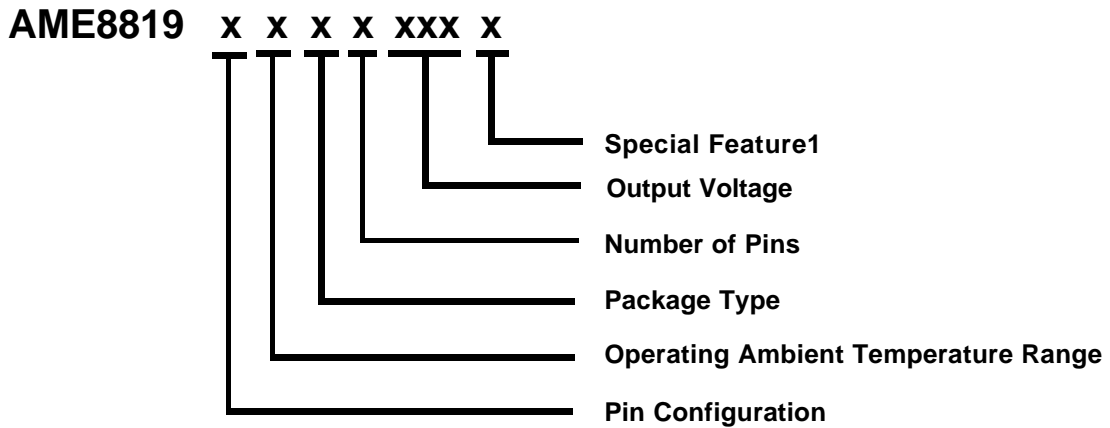 AME8819 x x x x xxx x
Special Feature1
Output Voltage
Number of Pins
Package Type
Operating Ambient Temperature Range
Pin Configuration